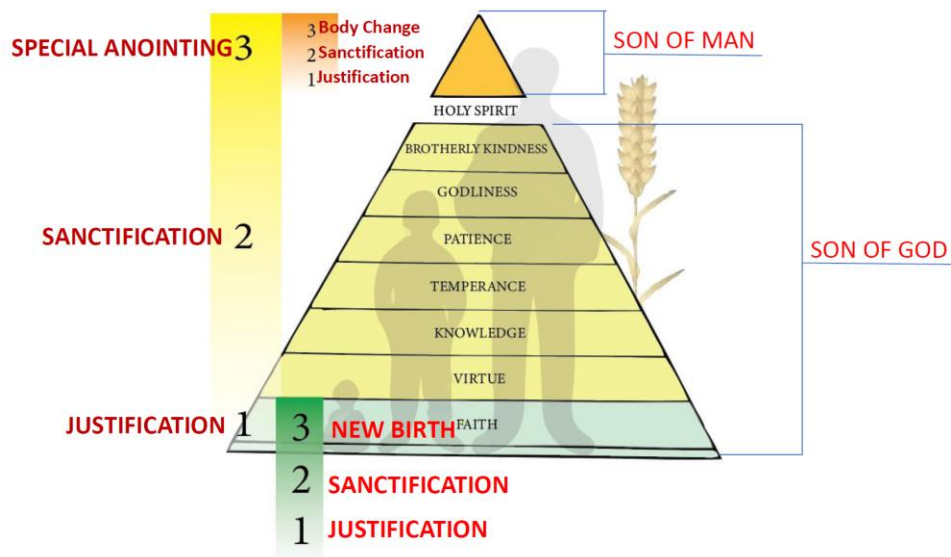 SPECIAL ANOINTING 3
3 Body Change
2 Sanctification
1 Justification
SON OF MAN
HOLY SPIRIT
BROTHERLY KINDNESS
GODLINESS
SANCTIFICATION 2
PATIENCE
SON OF GOD
TEMPERANCE
KNOWLEDGE
VIRTUE
JUSTIFICATION 1
3 NEW BIRTH
FAITH
2 SANCTIFICATION
1 JUSTIFICATION